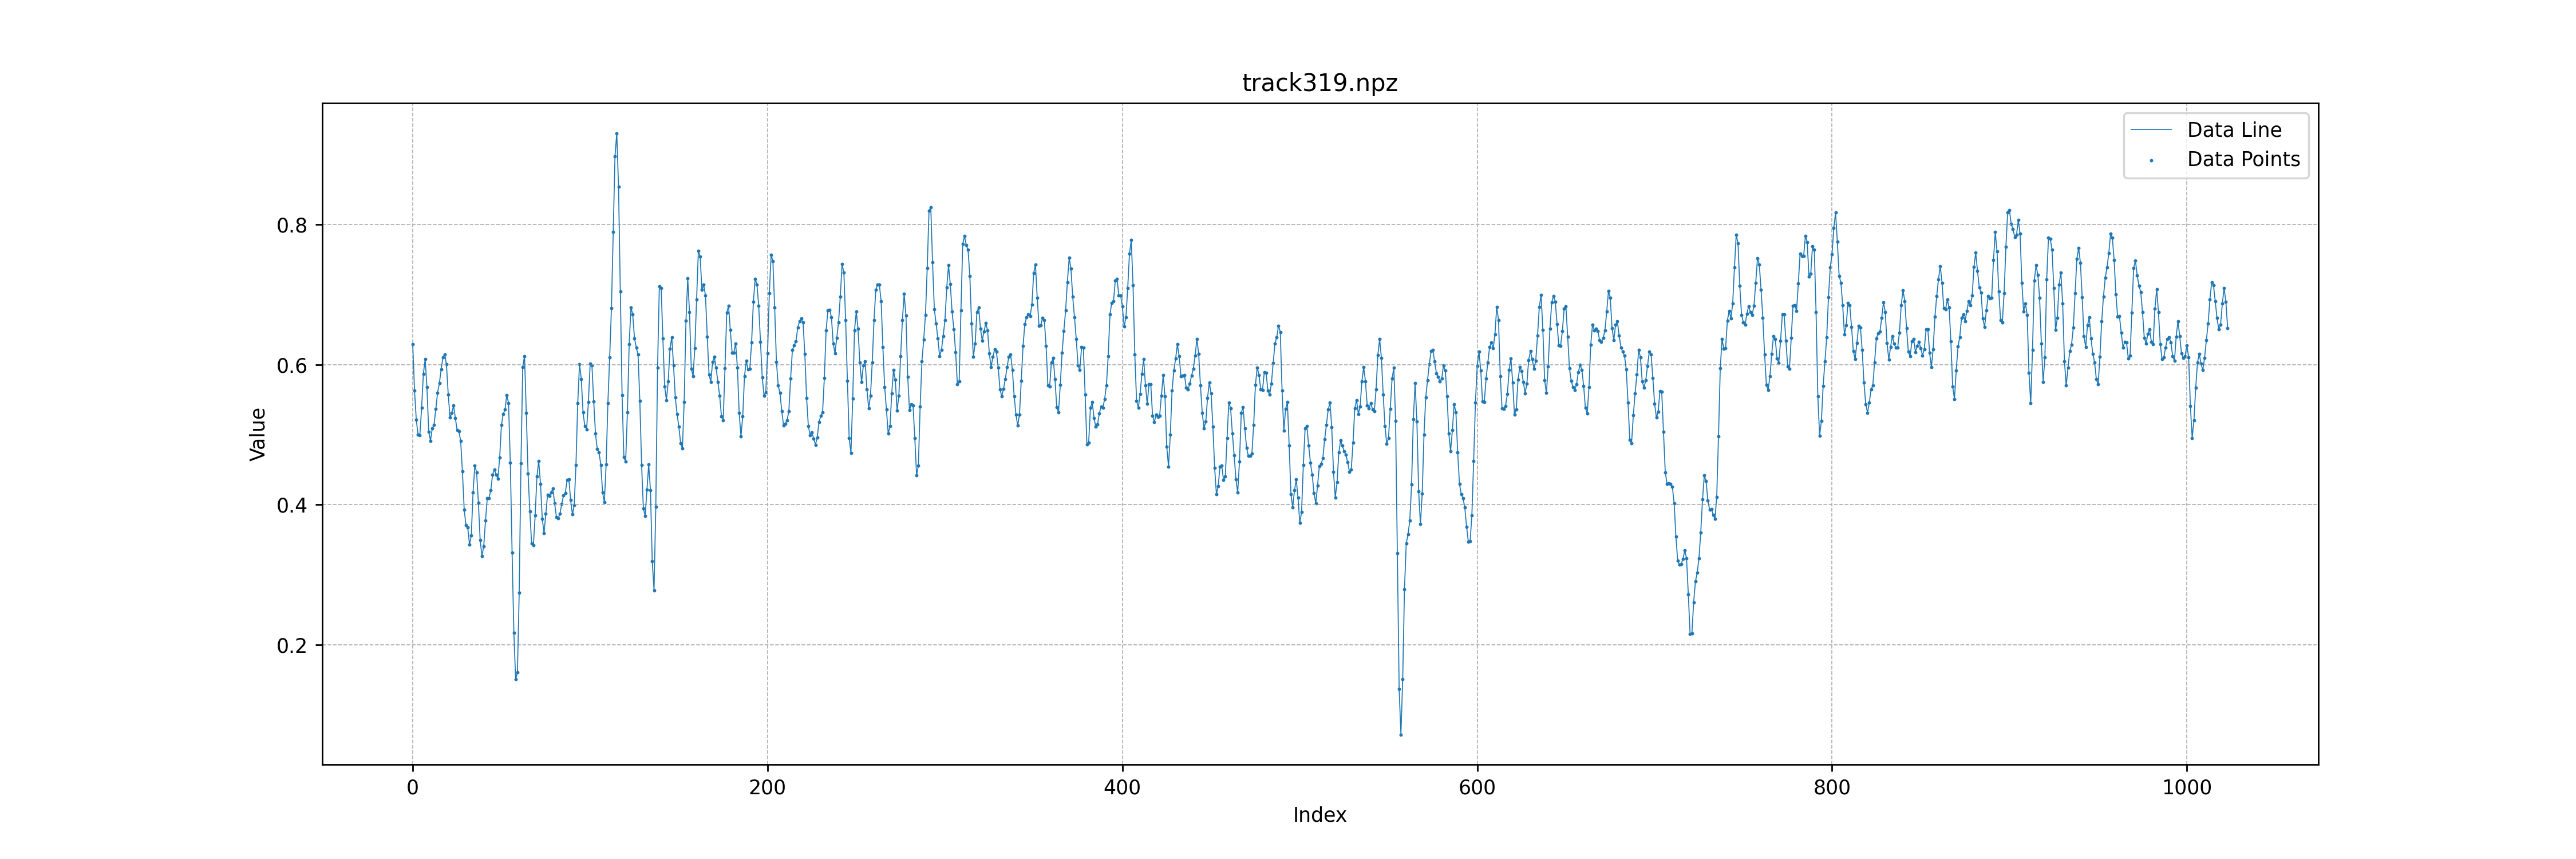 track319.npz
Data Line
Data Points
Value
0.8
0.6
0.4
0.2
0 200 400 600 800 1000
Index